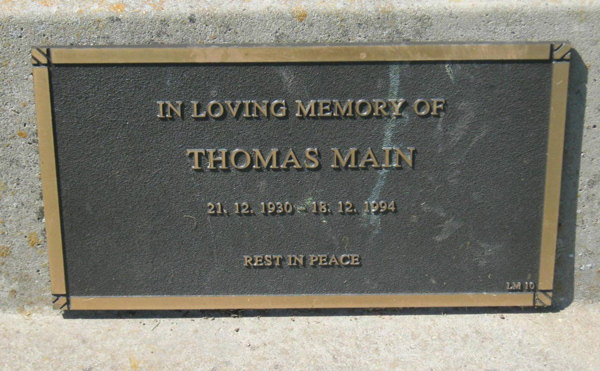 IN LOVING MEMORY OF
THOMAS MAIN
21. 12. 1930 – 18. 12. 1994
REST IN PEACE
LM 10